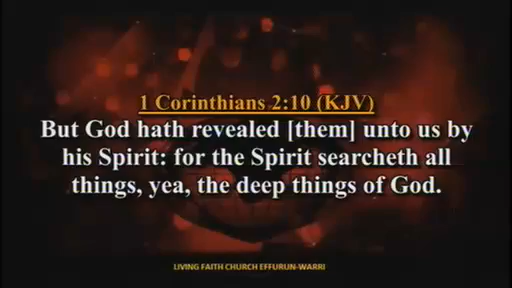 1 Corinthians 2:10 (KJV)
But God hath revealed [them] unto us by
his Spirit: for the Spirit searcheth all
things, yea, the deep things of God.
LIVING FAITH CHURCH EFFURUN-WARRI